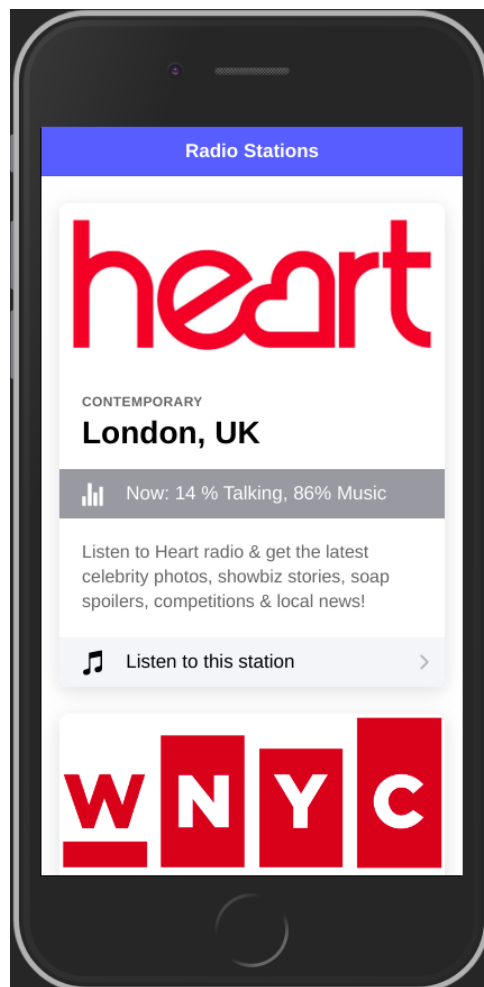 Radio Stations
heart
CONTEMPORARY
London, UK
Now: 14 % Talking, 86% Music
Listen to Heart radio & get the latest
celebrity photos, showbiz stories, soap
spoilers, competitions & local news!
Listen to this station
WNYC